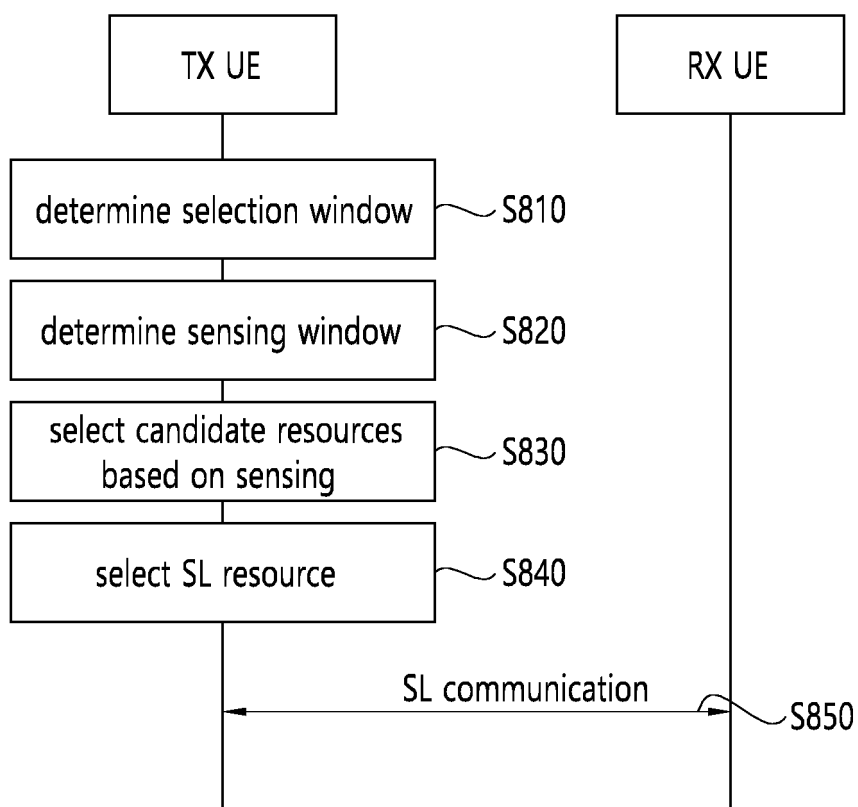 TX UE
RX UE
determine selection window
S810
determine sensing window
S820
select candidate resources
based on sensing
S830
select SL resource
S840
SL communication
S850